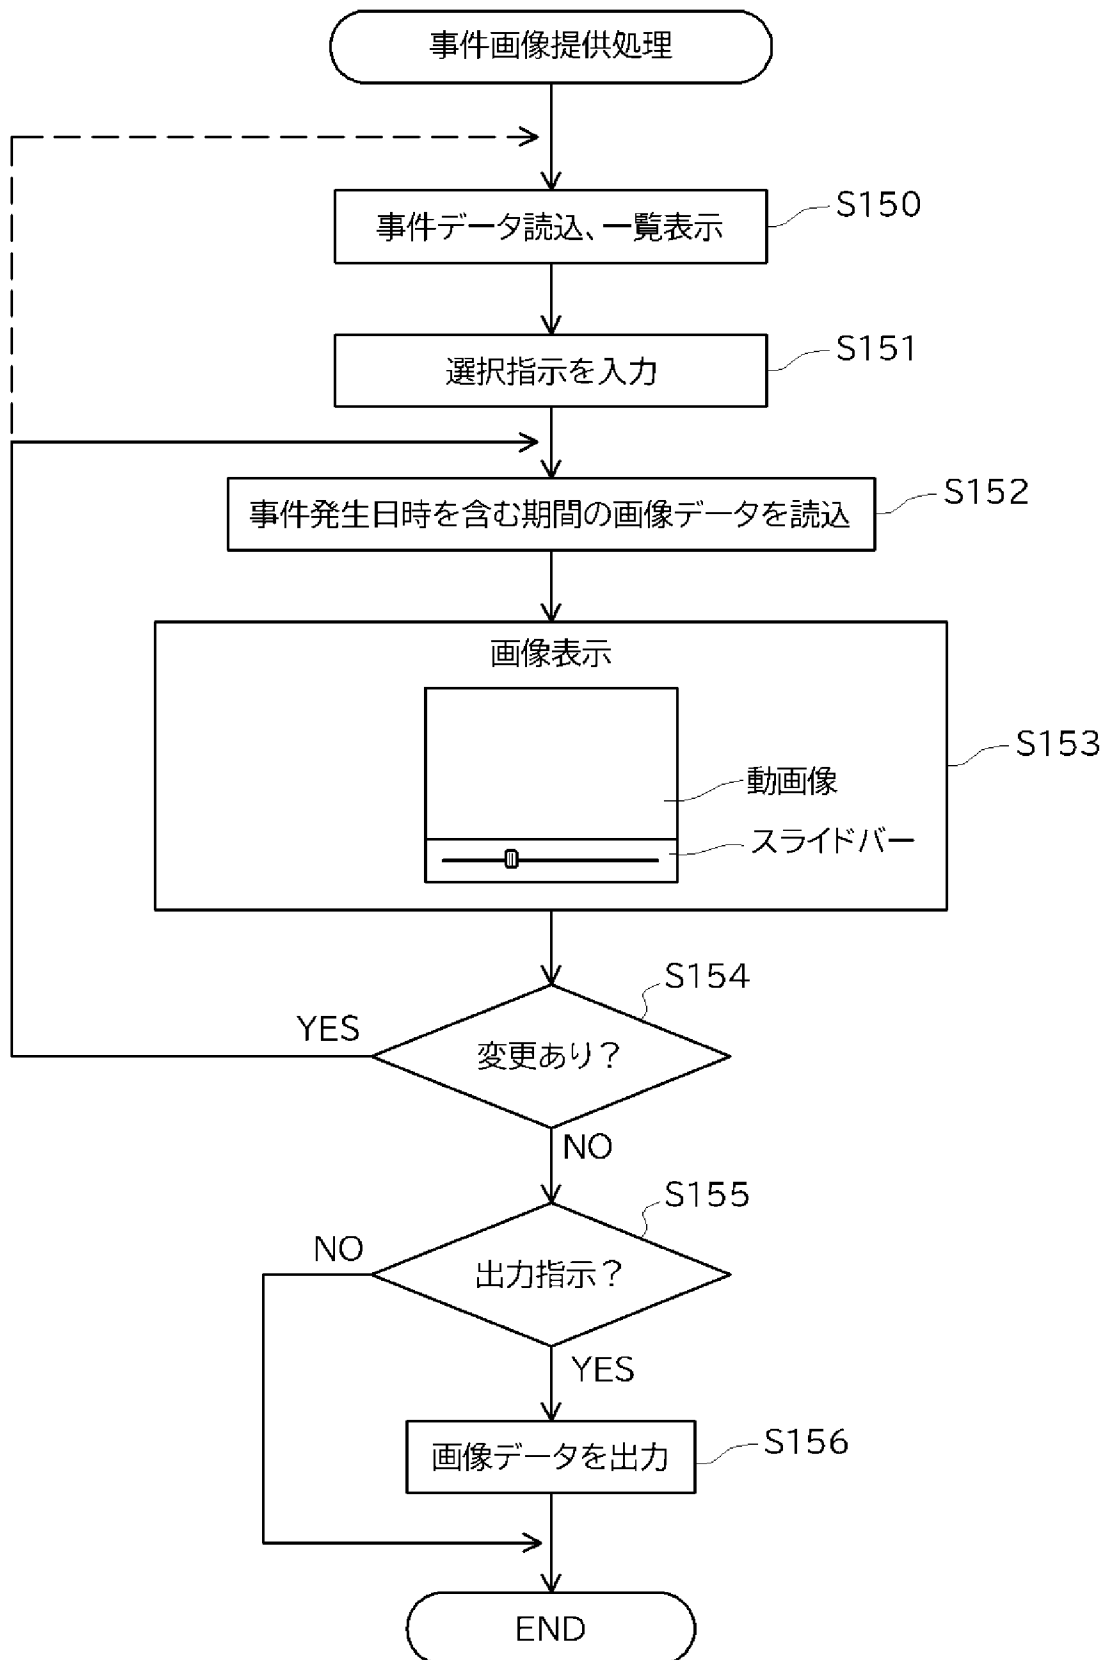 事件画像提供処理
事件データ読込、一覧表示
S150
選択指示を入力
S151
事件発生日時を含む期間の画像データを読込
S152
画像表示
S153
動画像
スライドバー
S154
YES
変更あり？
NO
S155
NO
出力指示？
YES
画像データを出力
S156
END